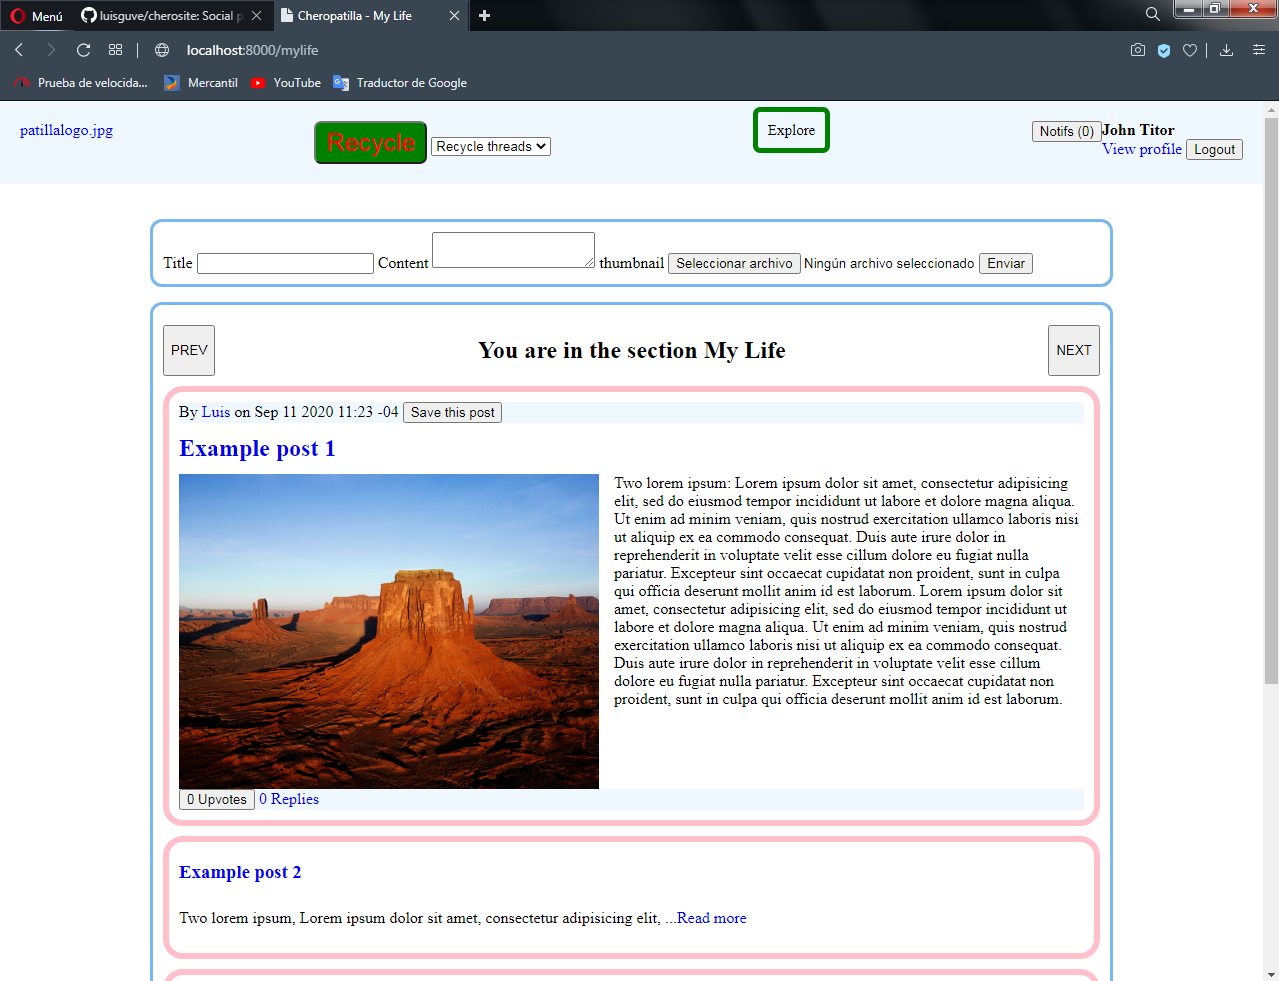 Menú
luisguve/cherosite: Social p
Cheropatilla - My Life
localhost:8000/mylife
Prueba de velocida...
Mercantil
YouTube
Traductor de Google
patillalogo.jpg
Recycle
Recycle threads
Explore
Notifs (0)
John Titor
View profile
Logout
Title
Content
thumbnail
Seleccionar archivo
Ningún archivo seleccionado
Enviar
PREV
You are in the section My Life
NEXT
By Luis on Sep 11 2020 11:23 -04
Save this post
Example post 1
Two lorem ipsum: Lorem ipsum dolor sit amet, consectetur adipisicing
elit, sed do eiusmod tempor incididunt ut labore et dolore magna aliqua.
Ut enim ad minim veniam, quis nostrud exercitation ullamco laboris nisi
ut aliquip ex ea commodo consequat. Duis aute irure dolor in
reprehenderit in voluptate velit esse cillum dolore eu fugiat nulla
pariatur. Excepteur sint occaecat cupidatat non proident, sunt in culpa
qui officia deserunt mollit anim id est laborum. Lorem ipsum dolor sit
amet, consectetur adipisicing elit, sed do eiusmod tempor incididunt ut
labore et dolore magna aliqua. Ut enim ad minim veniam, quis nostrud
exercitation ullamco laboris nisi ut aliquip ex ea commodo consequat.
Duis aute irure dolor in reprehenderit in voluptate velit esse cillum
dolore eu fugiat nulla pariatur. Excepteur sint occaecat cupidatat non
proident, sunt in culpa qui officia deserunt mollit anim id est laborum.
0 Upvotes
0 Replies
Example post 2
Two lorem ipsum, Lorem ipsum dolor sit amet, consectetur adipisicing elit, ...Read more